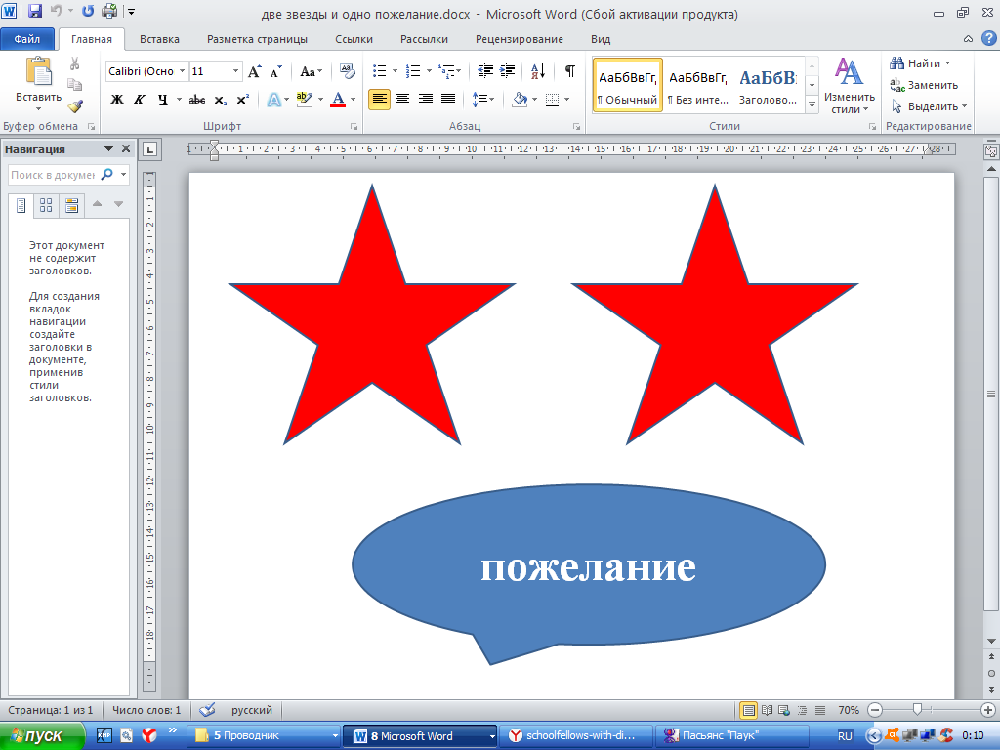 две звезды и одно пожелание.docx - Microsoft Word (Сбой активации продукта)
Файл
Главная
Вставка
Разметка страницы
Ссылки
Рассылки
Рецензирование
Вид
Вставить
Буфер обмена
Calibri (Осно
11
Шрифт
Абзац
АаБбВвГг,
АаБбВвГг,
АаБбВ
¶ Обычный
¶ Без инте...
Заголово...
Изменить
стили
Стили
Найти
Заменить
Выделить
Редактирование
Навигация
Поиск в докумен
Этот документ
не содержит
заголовков.
Для создания
вкладок
навигации
создайте
заголовки в
документе,
применив
стили
заголовков.
пожелание
Страница: 1 из 1
Число слов: 1
русский
70%
пуск
5 Проводник
8 Microsoft Word
schoolfellows-with-di...
Пасьянс "Паук"
RU
0:10